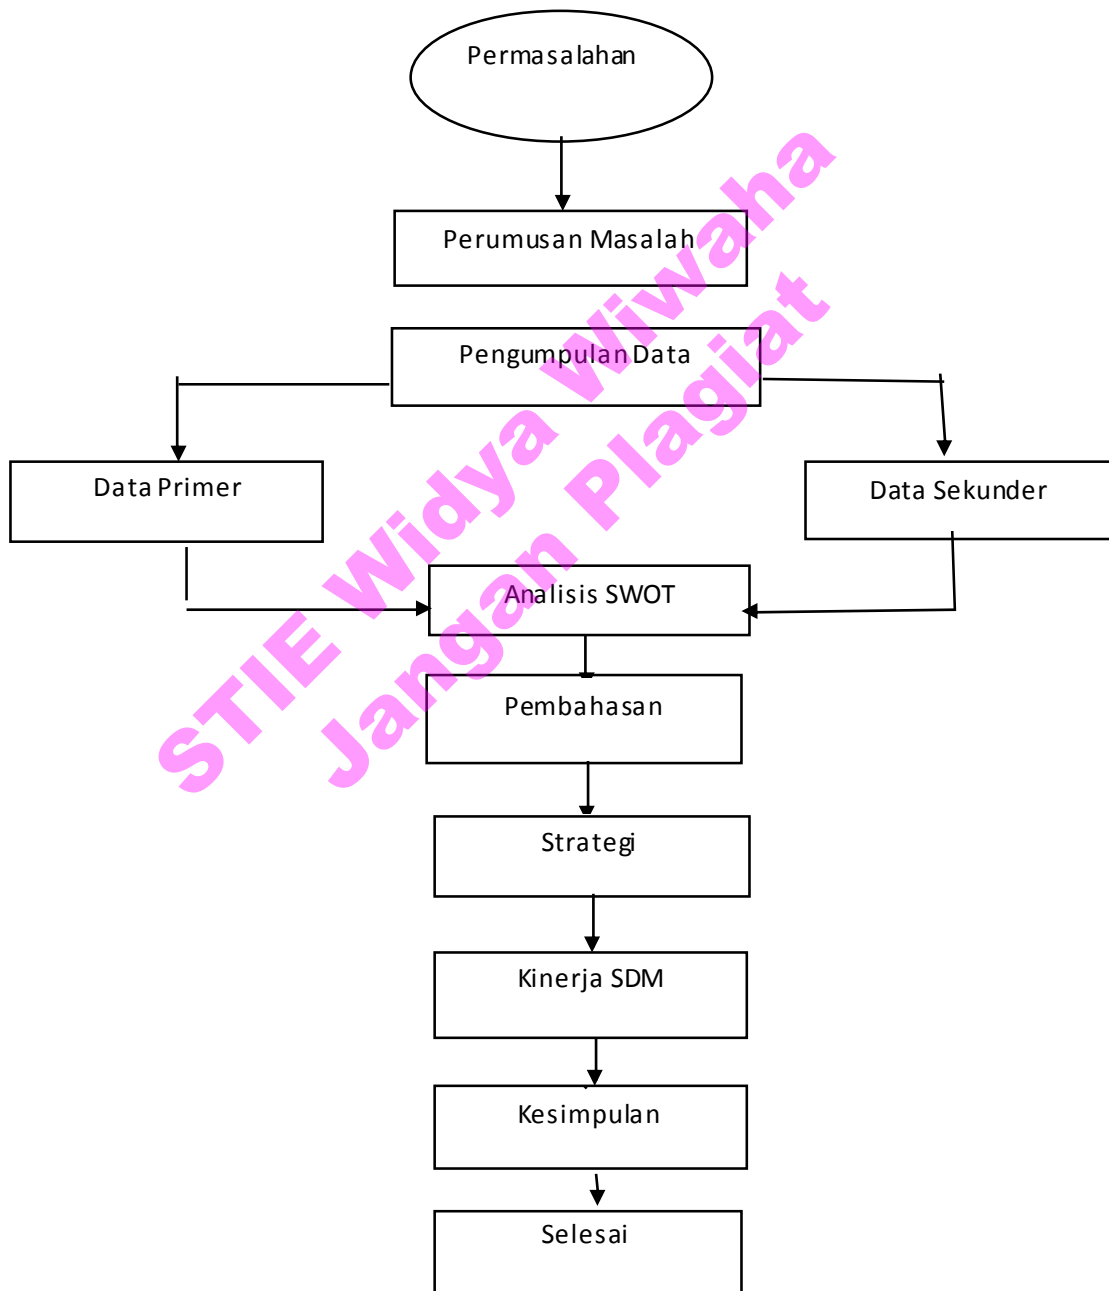 Permasalahan
Perumusan Masalah
Pengumpulan Data
Data Primer
Data Sekunder
Analisis SWOT
Pembahasan
Strategi
Kinerja SDM
Kesimpulan
Selesai
STIE Widya Wiwaha
Jangan Plagiat